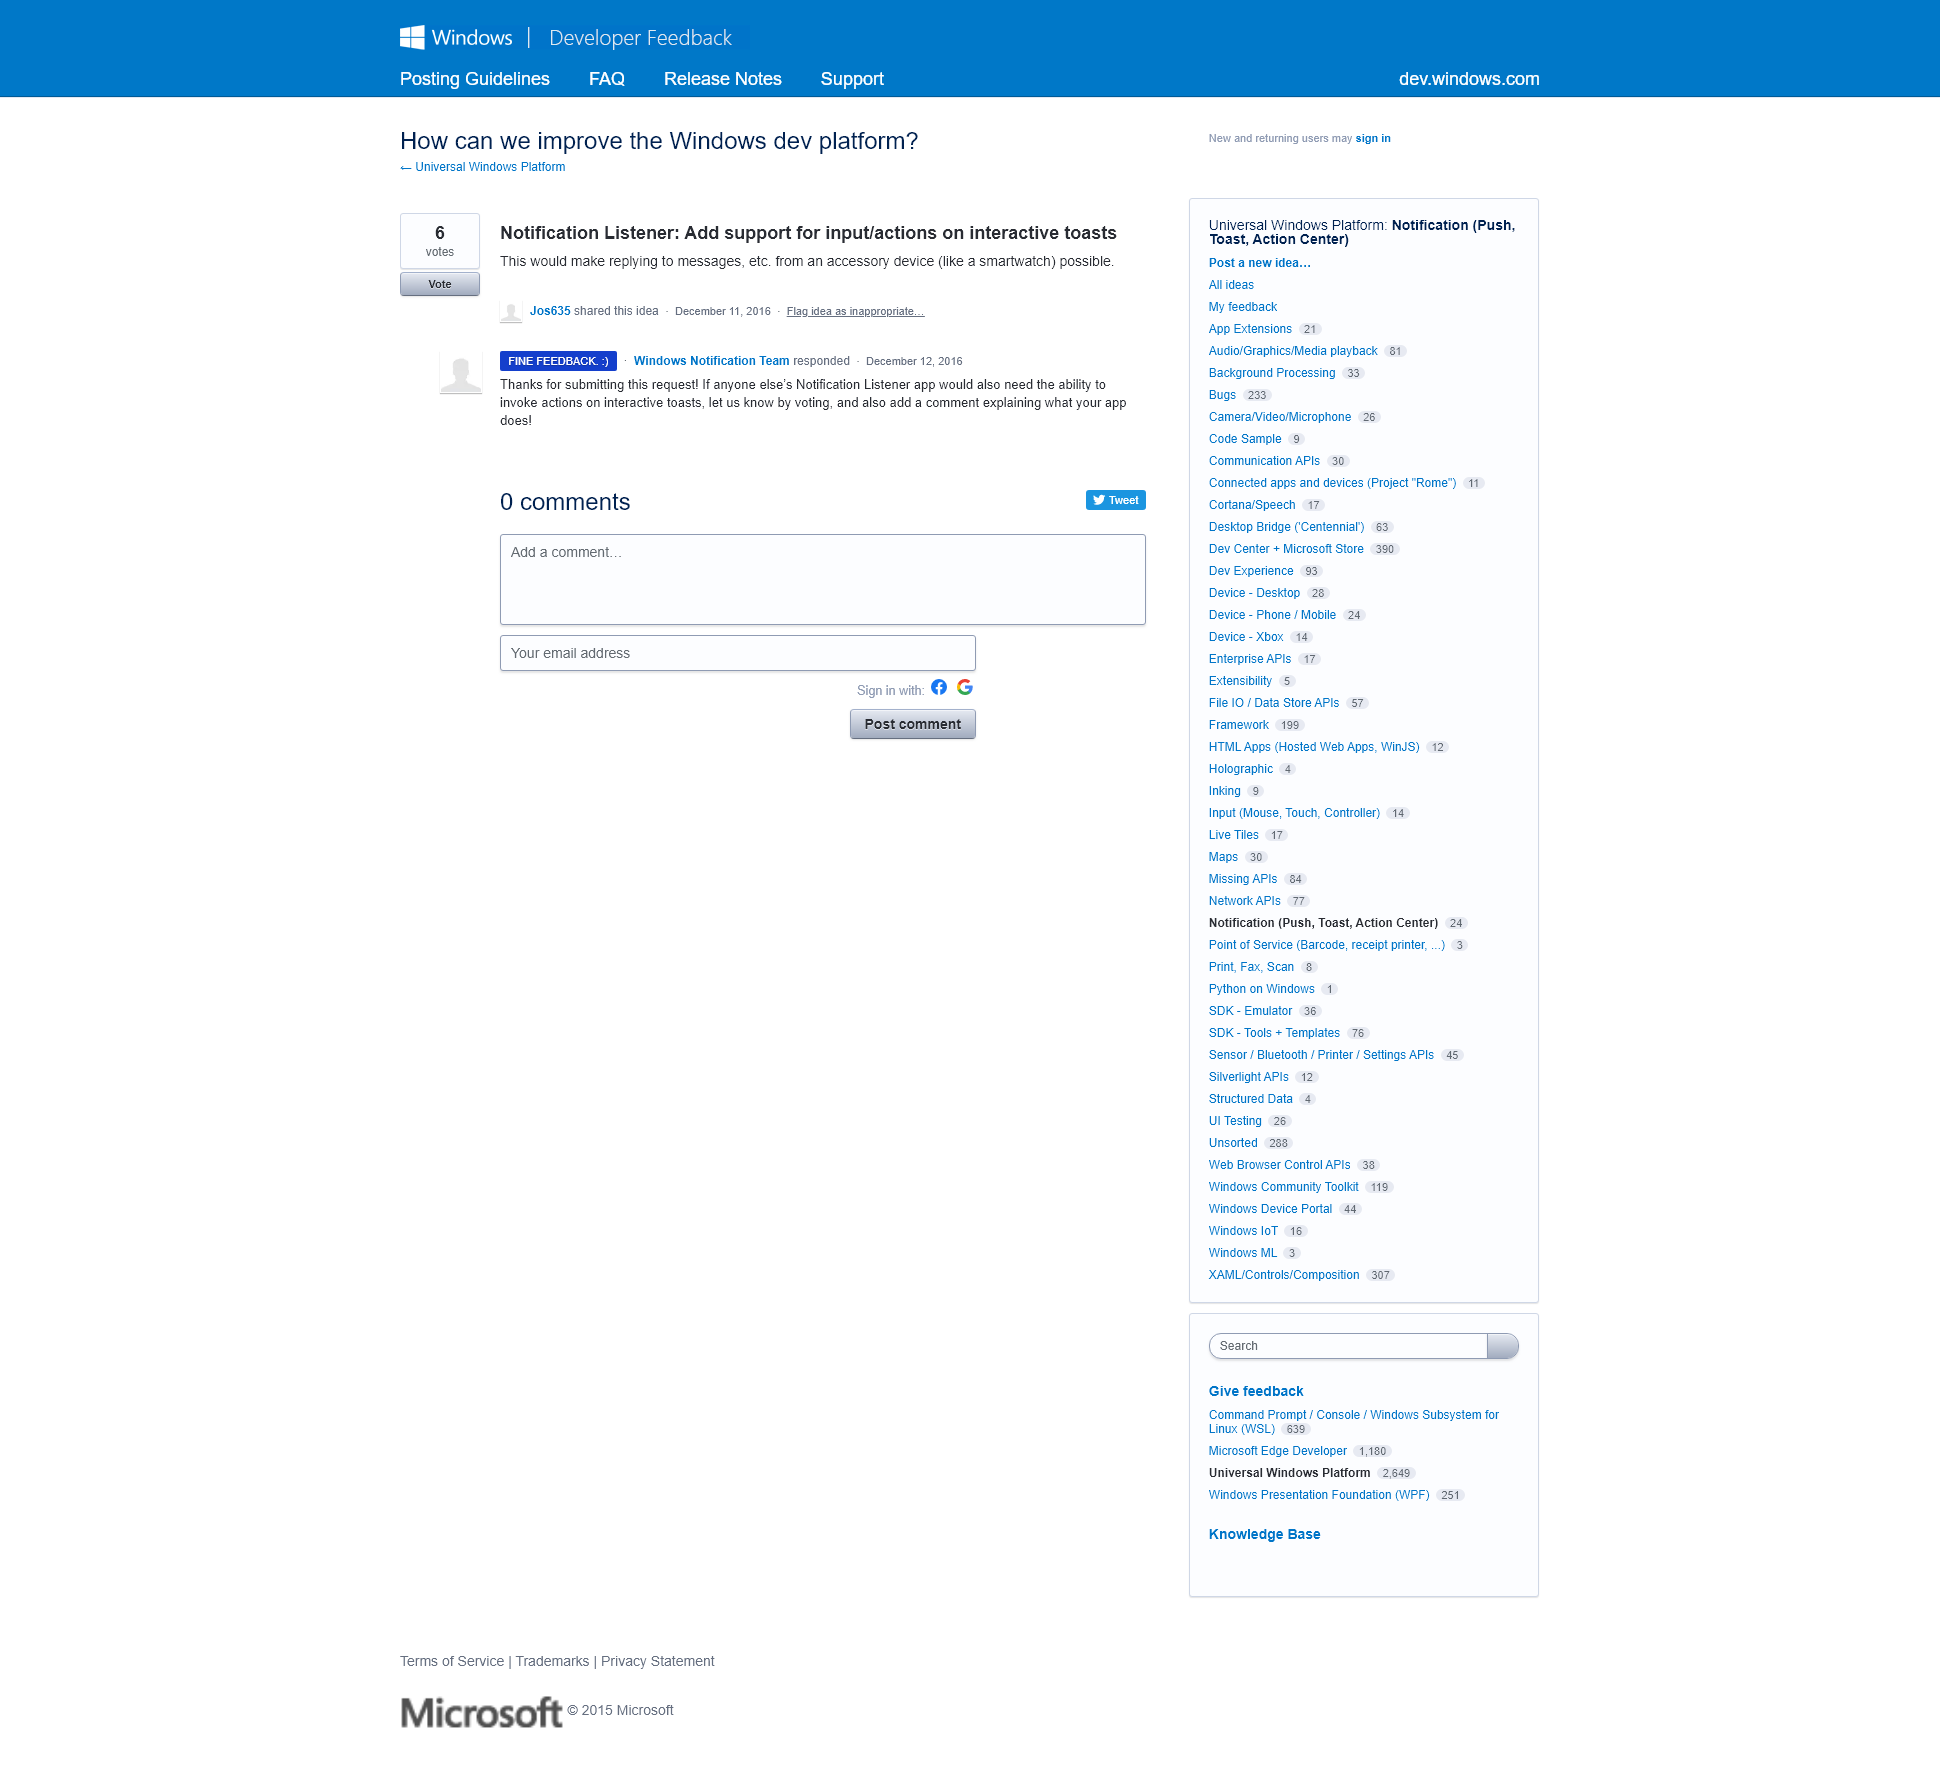 Windows | Developer Feedback
Posting Guidelines FAQ Release Notes Support dev.windows.com
How can we improve the Windows dev platform?
← Universal Windows Platform
New and returning users may sign in
6
votes
Vote
Notification Listener: Add support for input/actions on interactive toasts
This would make replying to messages, etc. from an accessory device (like a smartwatch) possible.
Jos635 shared this idea · December 11, 2016 · Flag idea as inappropriate…
FINE FEEDBACK. :) · Windows Notification Team responded · December 12, 2016
Thanks for submitting this request! If anyone else’s Notification Listener app would also need the ability to
invoke actions on interactive toasts, let us know by voting, and also add a comment explaining what your app
does!
0 comments
Tweet
Add a comment…
Your email address
Sign in with:
Post comment
Universal Windows Platform: Notification (Push,
Toast, Action Center)
Post a new idea…
All ideas
My feedback
App Extensions 21
Audio/Graphics/Media playback 81
Background Processing 33
Bugs 233
Camera/Video/Microphone 26
Code Sample 9
Communication APIs 30
Connected apps and devices (Project "Rome") 11
Cortana/Speech 17
Desktop Bridge ('Centennial') 63
Dev Center + Microsoft Store 390
Dev Experience 93
Device - Desktop 28
Device - Phone / Mobile 24
Device - Xbox 14
Enterprise APIs 17
Extensibility 5
File IO / Data Store APIs 57
Framework 199
HTML Apps (Hosted Web Apps, WinJS) 12
Holographic 4
Inking 9
Input (Mouse, Touch, Controller) 14
Live Tiles 17
Maps 30
Missing APIs 84
Network APIs 77
Notification (Push, Toast, Action Center) 24
Point of Service (Barcode, receipt printer, ...) 3
Print, Fax, Scan 8
Python on Windows 1
SDK - Emulator 36
SDK - Tools + Templates 76
Sensor / Bluetooth / Printer / Settings APIs 45
Silverlight APIs 12
Structured Data 4
UI Testing 26
Unsorted 288
Web Browser Control APIs 38
Windows Community Toolkit 119
Windows Device Portal 44
Windows IoT 16
Windows ML 3
XAML/Controls/Composition 307
Search
Give feedback
Command Prompt / Console / Windows Subsystem for
Linux (WSL) 639
Microsoft Edge Developer 1,180
Universal Windows Platform 2,649
Windows Presentation Foundation (WPF) 251
Knowledge Base
Terms of Service | Trademarks | Privacy Statement
Microsoft © 2015 Microsoft